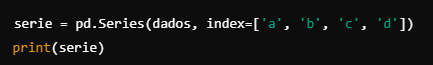 serie = pd.Series(dados, index=['a', 'b', 'c', 'd'])
print(serie)